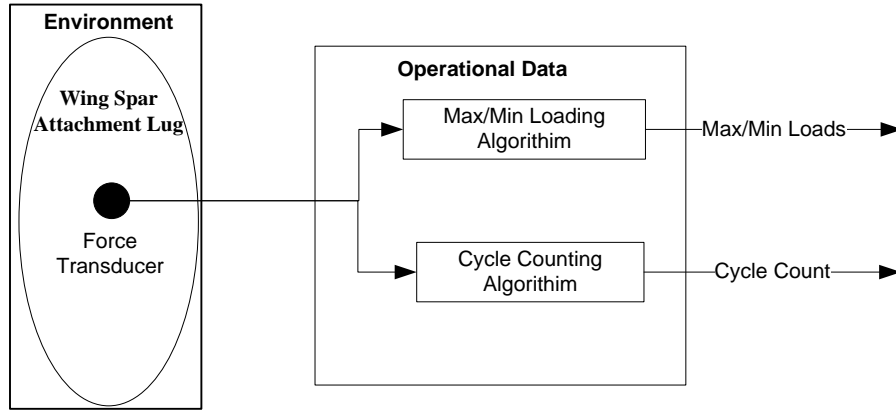 Environment
Wing Spar
Attachment Lug
Force
Transducer
Operational Data
Max/Min Loading
Algorithim
Max/Min Loads
Cycle Counting
Algorithim
Cycle Count